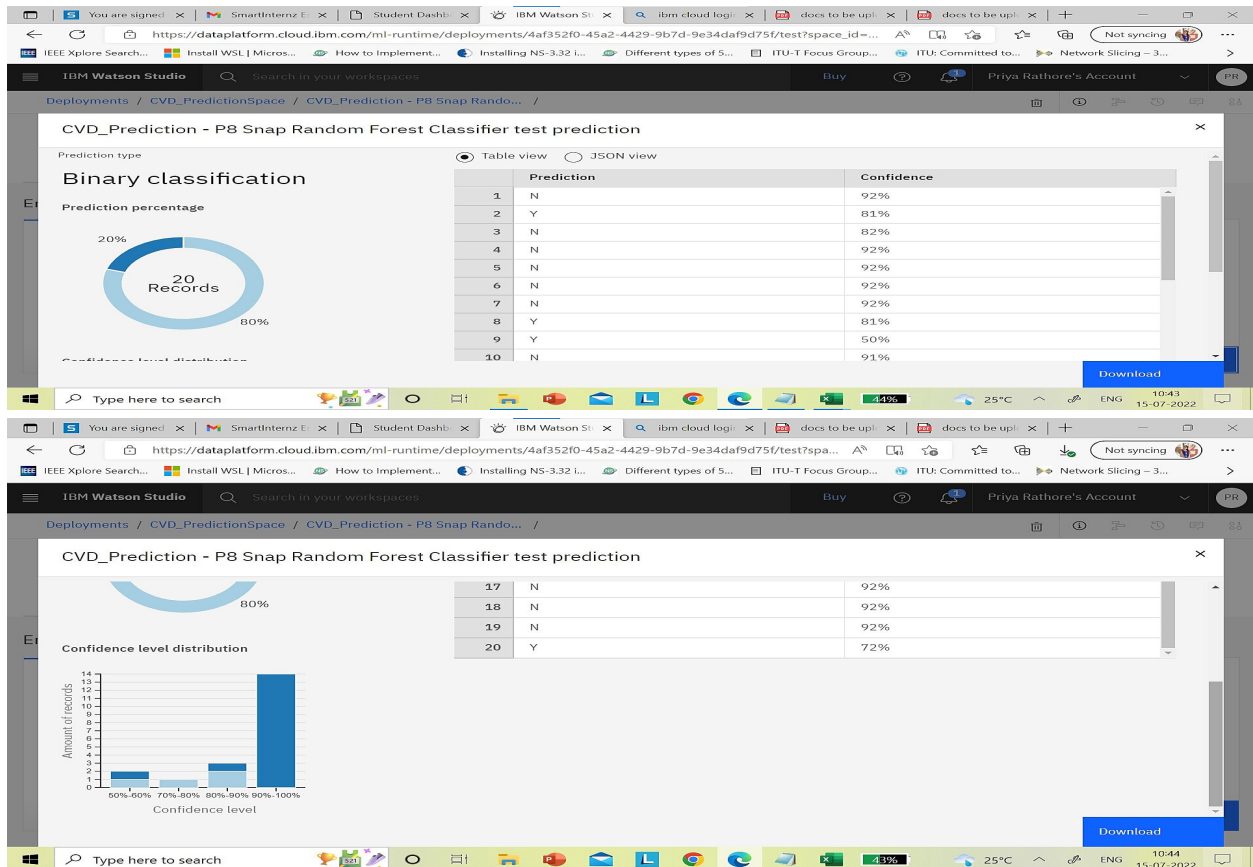 You are signed
SmartInternz E
Student Dashb
IBM Watson St
ibm cloud login
docs to be upl
docs to be upl
https://dataplatform.cloud.ibm.com/ml-runtime/deployments/4af352f0-45a2-4429-9b7d-9e34daf9d75f/test?space_id=...
Not syncing
IEEE Xplore Search...
Install WSL | Micros...
How to Implement...
Installing NS-3.32 i...
Different types of 5...
ITU-T Focus Group...
ITU: Committed to...
Network Slicing – 3...
IBM Watson Studio
Search in your workspaces
Buy
1
Priya Rathore's Account
PR
Deployments / CVD_PredictionSpace / CVD_Prediction - P8 Snap Rando... /
CVD_Prediction - P8 Snap Random Forest Classifier test prediction
Prediction type
Binary classification
Prediction percentage
20%
20
Records
80%
Table view
JSON view
Prediction Confidence
1 N 92%
2 Y 81%
3 N 82%
4 N 92%
5 N 92%
6 N 92%
7 N 92%
8 Y 81%
9 Y 50%
10 N 91%
Confidence level distribution
Download
Type here to search
521
44%
25°C
ENG
10:43
15-07-2022
You are signed
SmartInternz E
Student Dashb
IBM Watson St
ibm cloud login
docs to be upl
docs to be upl
https://dataplatform.cloud.ibm.com/ml-runtime/deployments/4af352f0-45a2-4429-9b7d-9e34daf9d75f/test?spa...
Not syncing
IEEE Xplore Search...
Install WSL | Micros...
How to Implement...
Installing NS-3.32 i...
Different types of 5...
ITU-T Focus Group...
ITU: Committed to...
Network Slicing – 3...
IBM Watson Studio
Search in your workspaces
Buy
1
Priya Rathore's Account
PR
Deployments / CVD_PredictionSpace / CVD_Prediction - P8 Snap Rando... /
CVD_Prediction - P8 Snap Random Forest Classifier test prediction
80%
17 N 92%
18 N 92%
19 N 92%
20 Y 72%
Confidence level distribution
Amount of records
14
13
12
11
10
9
8
7
6
5
4
3
2
1
0
50%-60% 70%-80% 80%-90% 90%-100%
Confidence level
Download
Type here to search
521
43%
25°C
ENG
10:44
15-07-2022